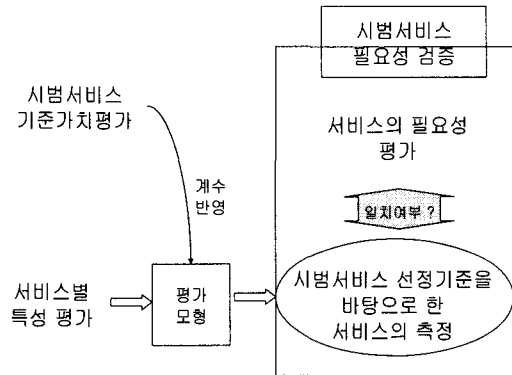 시범서비스
필요성 검증
시범서비스
기준가치평가
서비스의 필요성
평가
계수
반영
일치여부 ?
서비스별
특성 평가
평가
모형
시범서비스 선정기준을
바탕으로 한
서비스의 측정